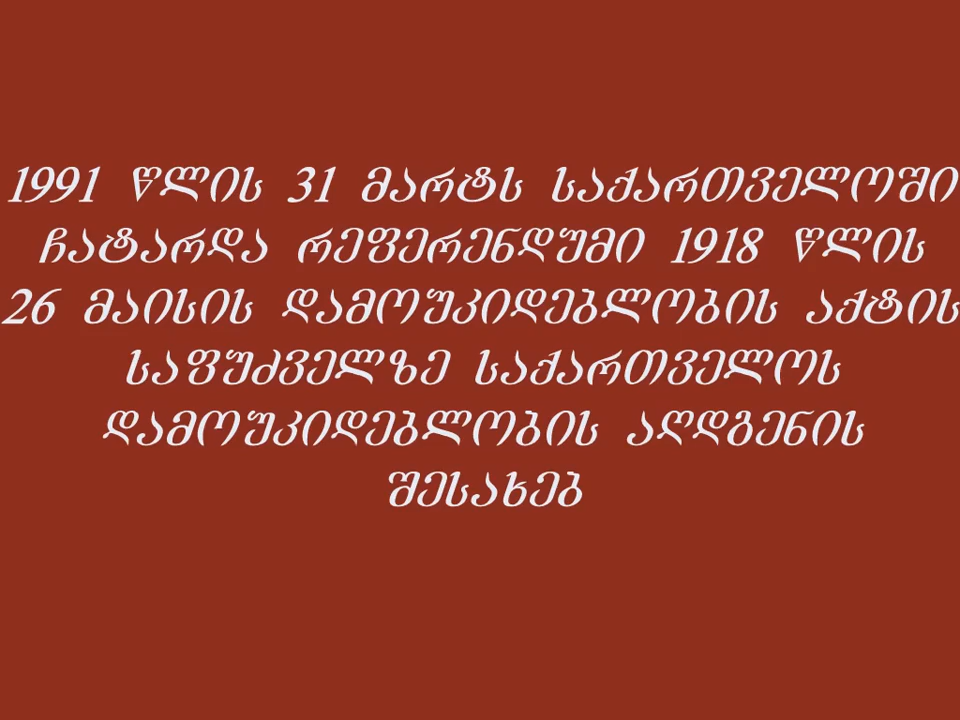 1991 წლის 31 მარტს საქართველოში
ჩატარდა რეფერენდუმი 1918 წლის
26 მაისის დამოუკიდებლობის აქტის
საფუძველზე საქართველოს
დამოუკიდებლობის აღდგენის
შესახებ